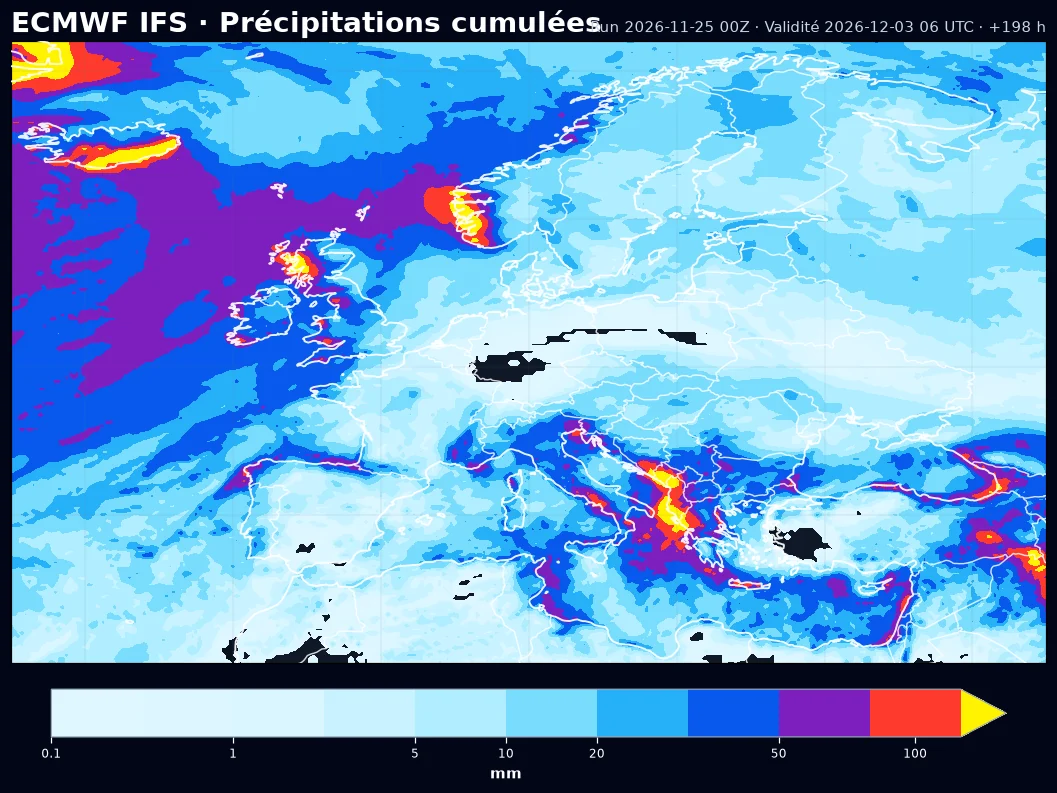 ECMWF IFS · Précipitations cumulées
Run 2026-11-25 00Z · Validité 2026-12-03 06 UTC · +198 h
0.1 1 5 10 20 50 100
mm